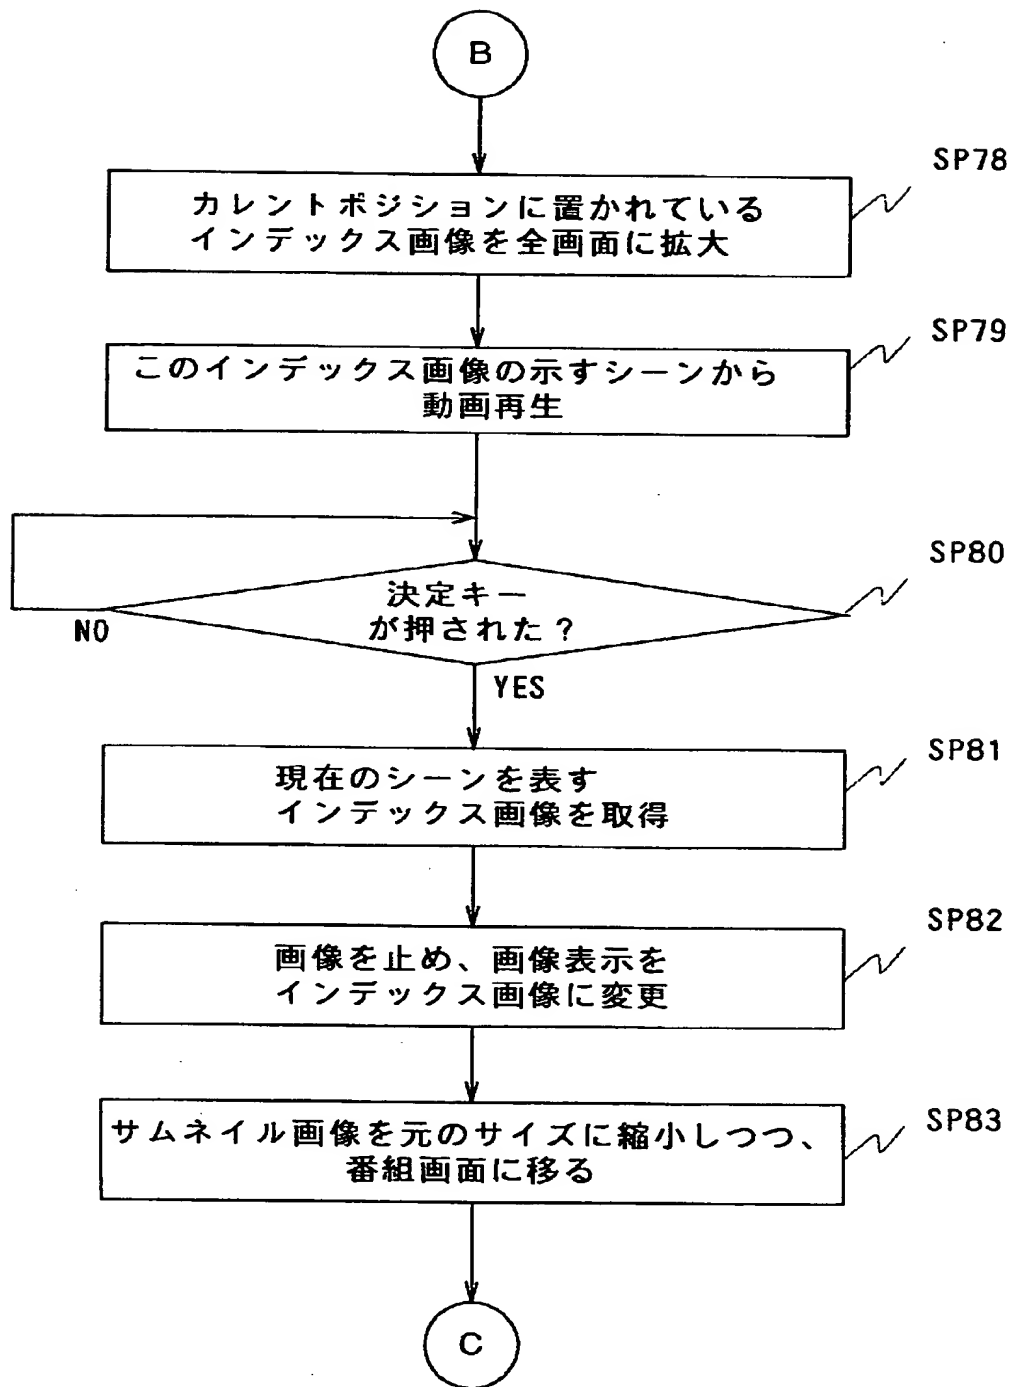 B
SP78
カレントポジションに置かれている
インデックス画像を全画面に拡大
SP79
このインデックス画像の示すシーンから
動画再生
SP80
決定キー
が押された？
NO
YES
SP81
現在のシーンを表す
インデックス画像を取得
SP82
画像を止め、画像表示を
インデックス画像に変更
SP83
サムネイル画像を元のサイズに縮小しつつ、
番組画面に移る
C